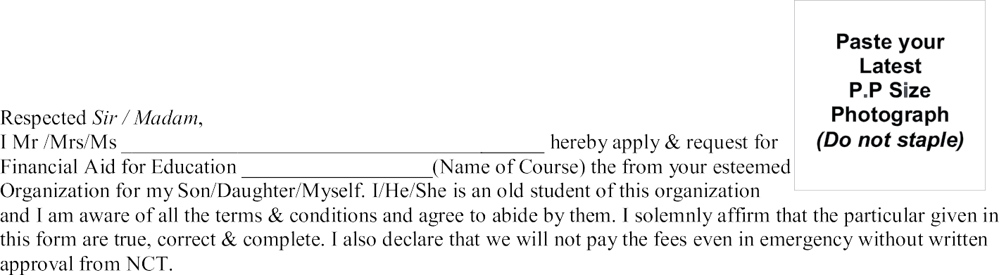 Paste your
Latest
P.P Size
Photograph
(Do not staple)
Respected Sir / Madam,
I Mr /Mrs/Ms ________________________________________ hereby apply & request for
Financial Aid for Education __________________(Name of Course) the from your esteemed
Organization for my Son/Daughter/Myself. I/He/She is an old student of this organization
and I am aware of all the terms & conditions and agree to abide by them. I solemnly affirm that the particular given in
this form are true, correct & complete. I also declare that we will not pay the fees even in emergency without written
approval from NCT.